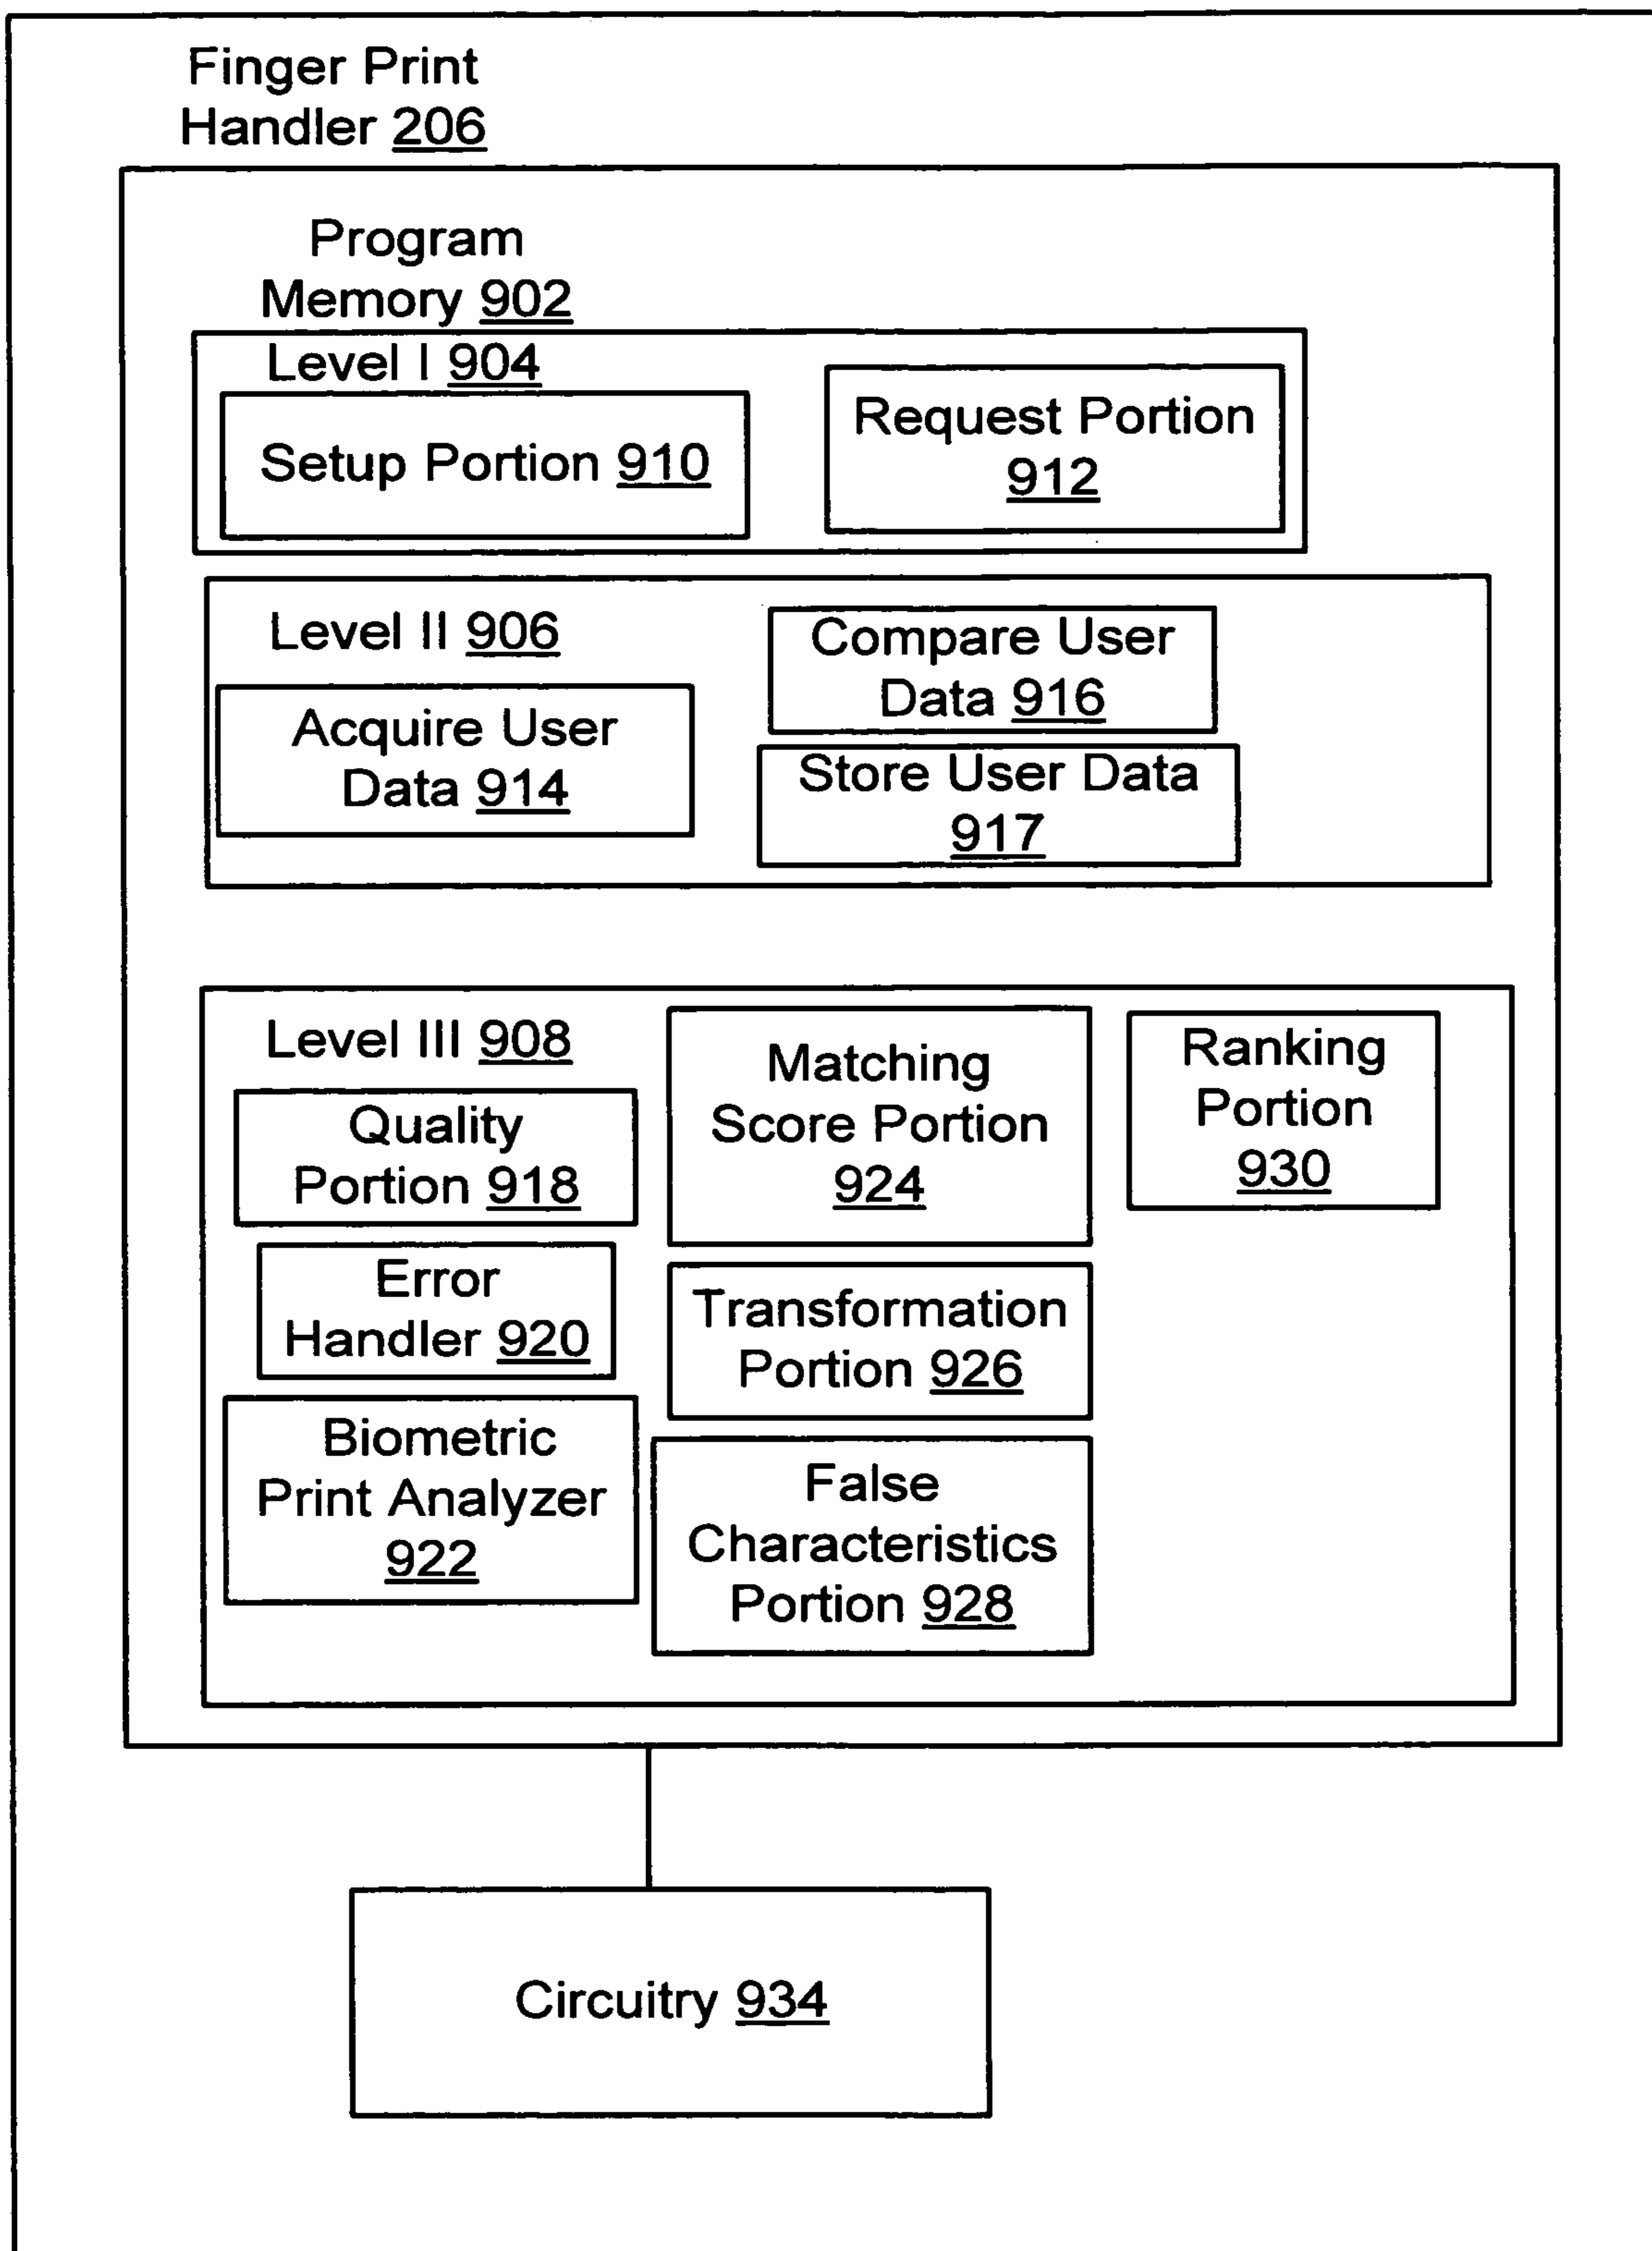 Finger Print
Handler 206
Program
Memory 902
Level I 904
Setup Portion 910
Request Portion
912
Level II 906
Acquire User
Data 914
Compare User
Data 916
Store User Data
917
Level III 908
Quality
Portion 918
Error
Handler 920
Biometric
Print Analyzer
922
Matching
Score Portion
924
Transformation
Portion 926
False
Characteristics
Portion 928
Ranking
Portion
930
Circuitry 934